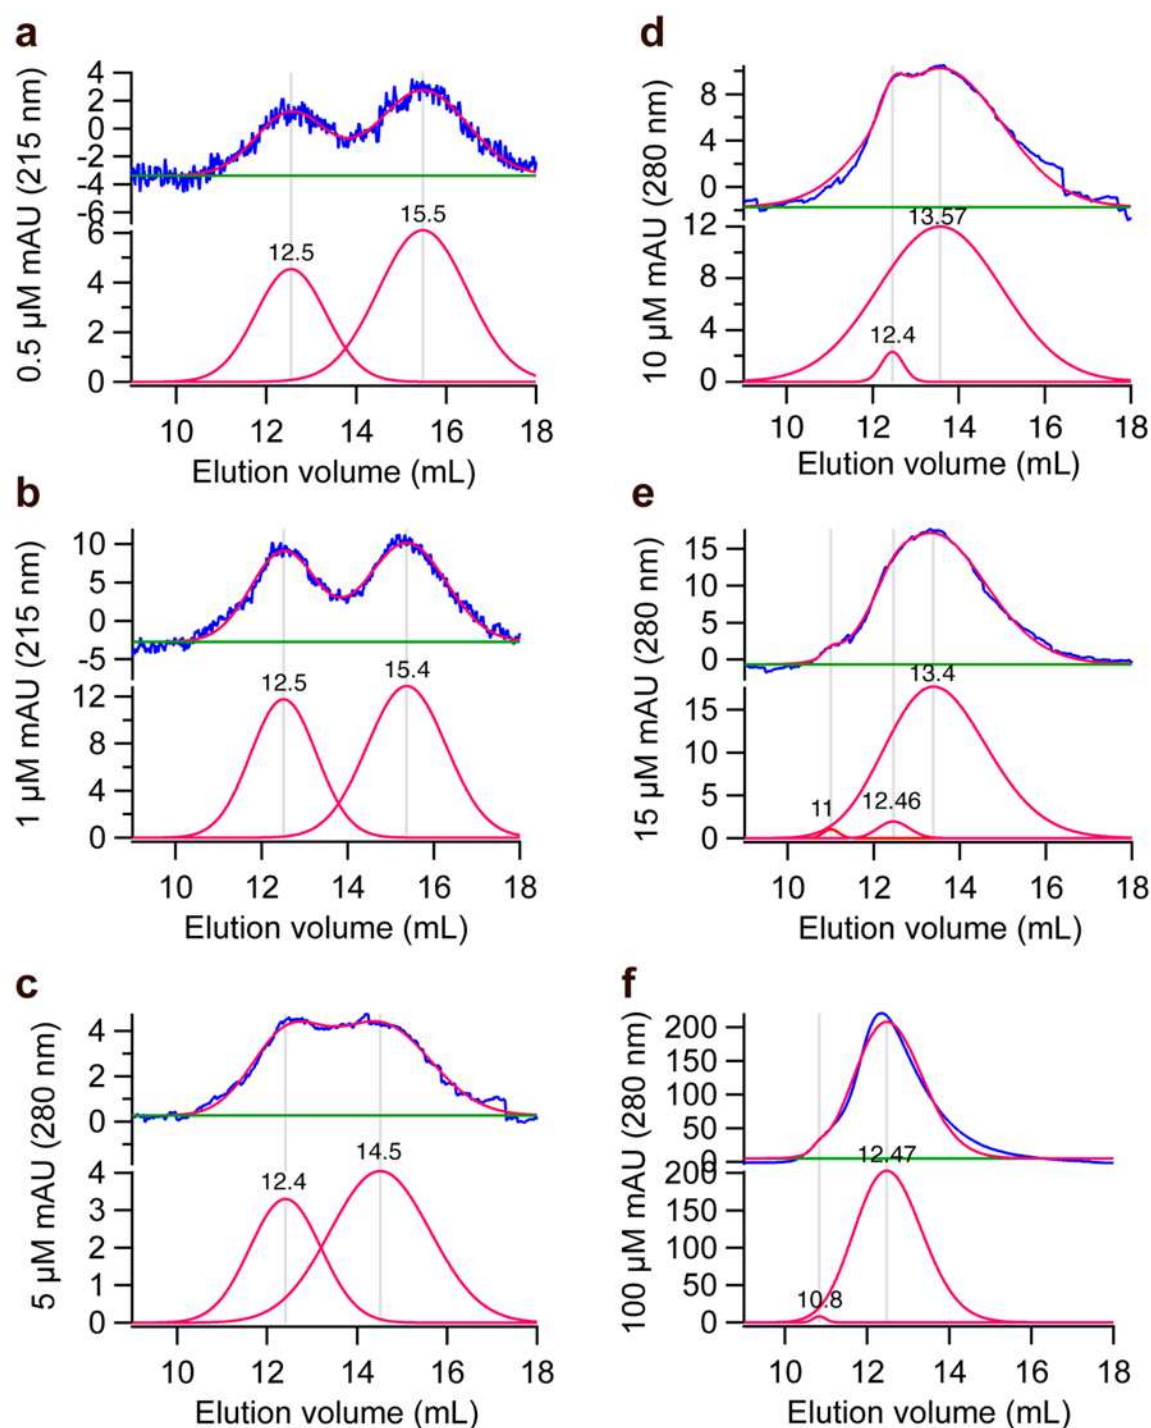 a
0.5 µM mAU (215 nm)
4
2
0
-2
-4
-6
6
4
2
0
12.5
15.5
10 12 14 16 18
Elution volume (mL)
b
1 µM mAU (215 nm)
10
5
0
-5
12
8
4
0
12.5
15.4
10 12 14 16 18
Elution volume (mL)
c
5 µM mAU (280 nm)
4
2
0
4
3
2
1
0
12.4
14.5
10 12 14 16 18
Elution volume (mL)
d
10 µM mAU (280 nm)
8
4
0
12
8
4
0
13.57
12.4
10 12 14 16 18
Elution volume (mL)
e
15 µM mAU (280 nm)
15
10
5
0
15
10
5
0
13.4
11 12.46
10 12 14 16 18
Elution volume (mL)
f
100 µM mAU (280 nm)
200
150
100
50
0
200
150
100
50
0
12.47
10.8
10 12 14 16 18
Elution volume (mL)